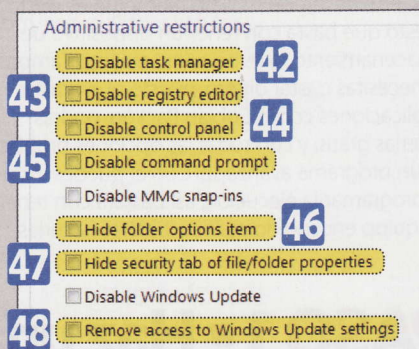 Administrative restrictions
Disable task manager 42
43 Disable registry editor
Disable control panel 44
45 Disable command prompt
Disable MMC snap-ins
Hide folder options item 46
47 Hide security tab of file/folder properties
Disable Windows Update
48 Remove access to Windows Update settings